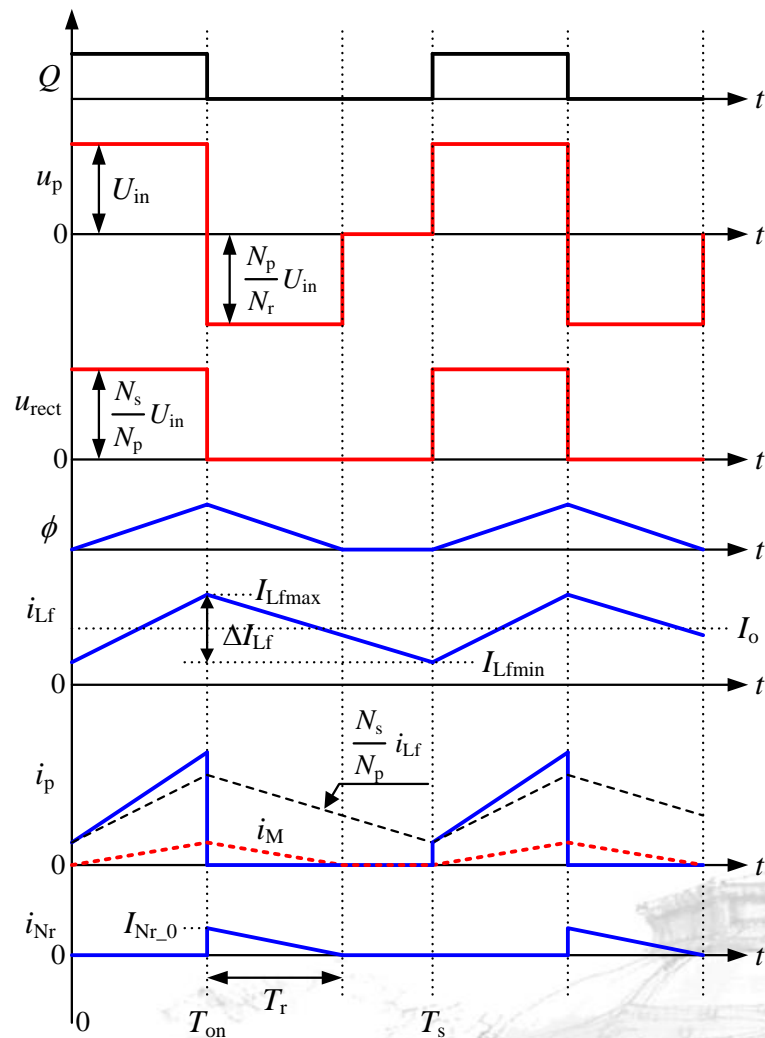 Q
t
u_p
U_in
0
t
N_p/N_r U_in
u_rect
N_s/N_p U_in
0
t
ϕ
t
i_Lf
I_Lfmax
ΔI_Lf
I_o
I_Lfmin
0
t
N_s/N_p i_Lf
i_p
i_M
0
t
i_Nr
I_Nr_0
0
t
T_r
0
T_on
T_s